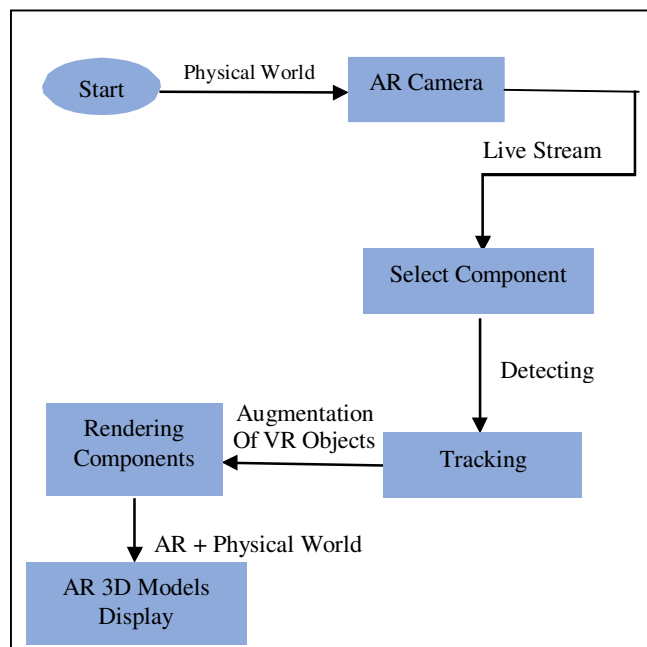 Start
Physical World
AR Camera
Live Stream
Select Component
Detecting
Tracking
Augmentation
Of VR Objects
Rendering
Components
AR + Physical World
AR 3D Models
Display